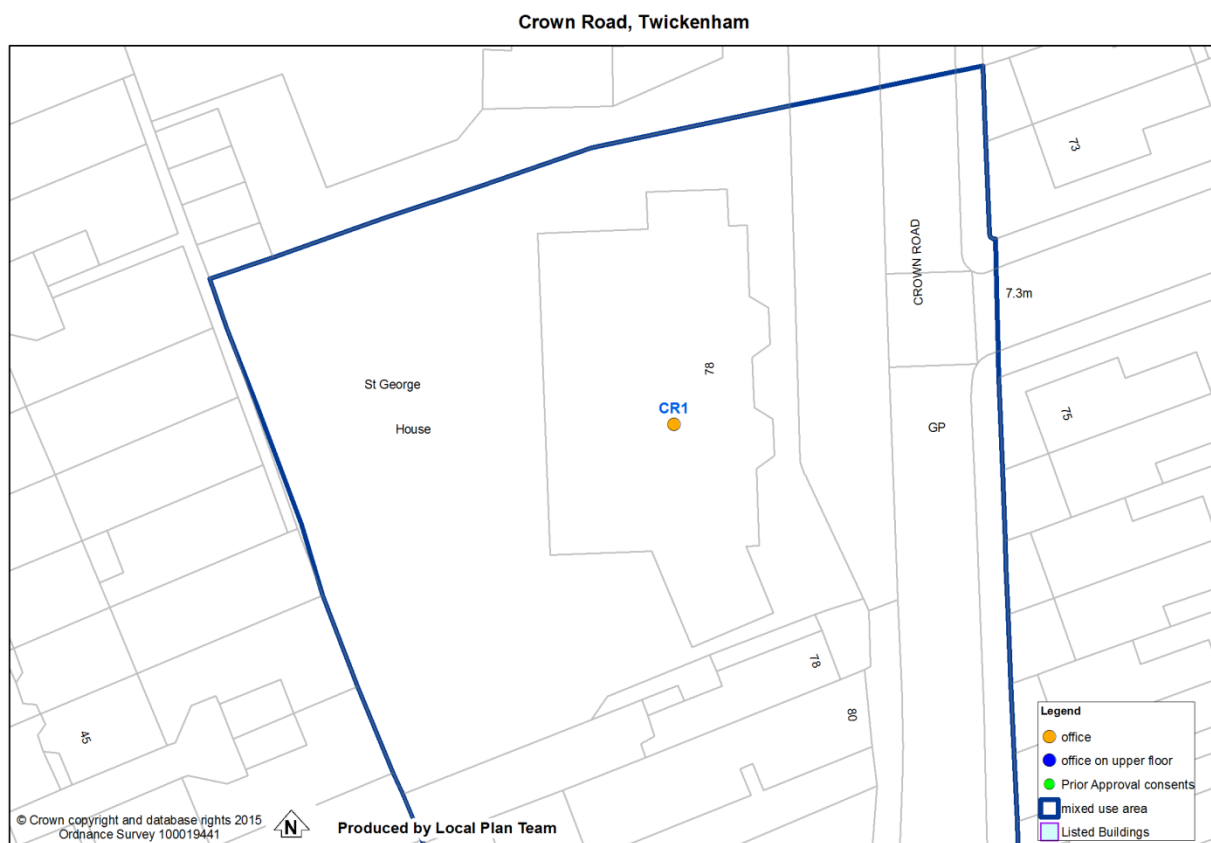 Crown Road, Twickenham
73
CROWN ROAD
7.3m
St George
House
78
CR1
75
GP
78
80
45
Legend
office
office on upper floor
Prior Approval consents
mixed use area
Listed Buildings
© Crown copyright and database rights 2015
Ordnance Survey 100019441
N
Produced by Local Plan Team